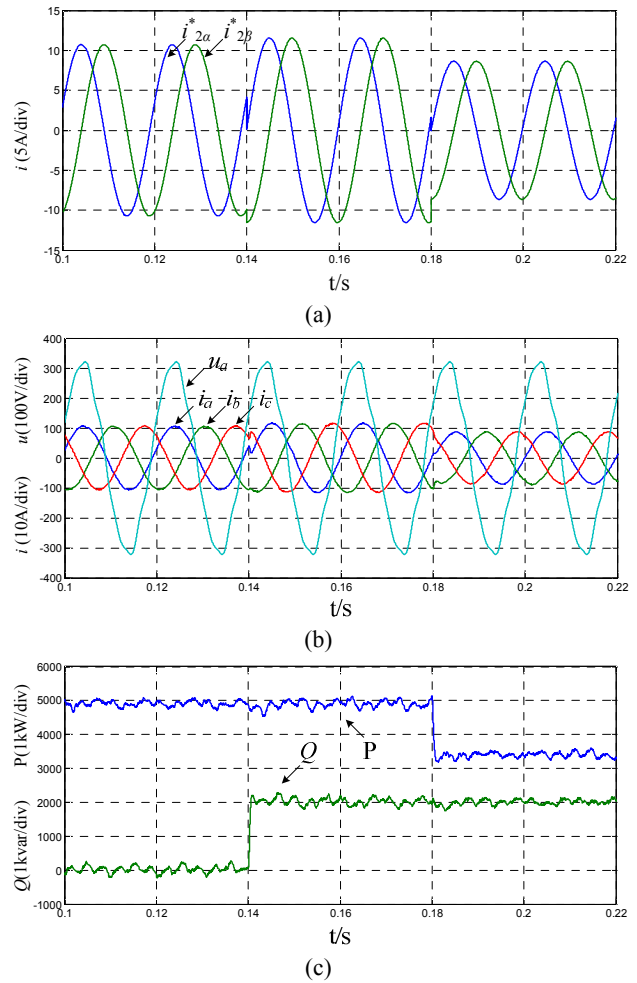 15
10
5
0
-5
-10
-15
i (5A/div)
i*2α i*2β
0.1 0.12 0.14 0.16 0.18 0.2 0.22
t/s
(a)
400
300
200
100
0
-100
-200
-300
-400
u(100V/div)
i (10A/div)
ua
ia ib ic
0.1 0.12 0.14 0.16 0.18 0.2 0.22
t/s
(b)
6000
5000
4000
3000
2000
1000
0
-1000
P(1kW/div)
Q(1kvar/div)
Q P
0.1 0.12 0.14 0.16 0.18 0.2 0.22
t/s
(c)